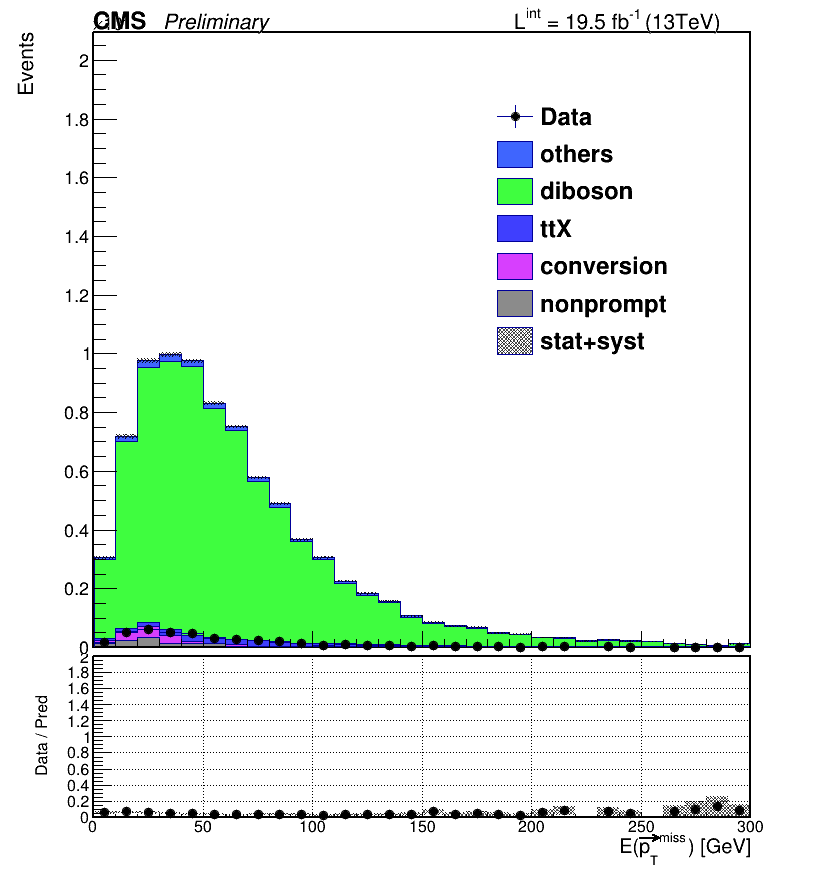 CMS Preliminary L^int = 19.5 fb^-1 (13TeV)
Events
2
1.8
1.6
1.4
1.2
1
0.8
0.6
0.4
0.2
0
Data
others
diboson
ttX
conversion
nonprompt
stat+syst
Data / Pred
2
1.8
1.6
1.4
1.2
1
0.8
0.6
0.4
0.2
0
0 50 100 150 200 250 300
E(p_T^miss) [GeV]